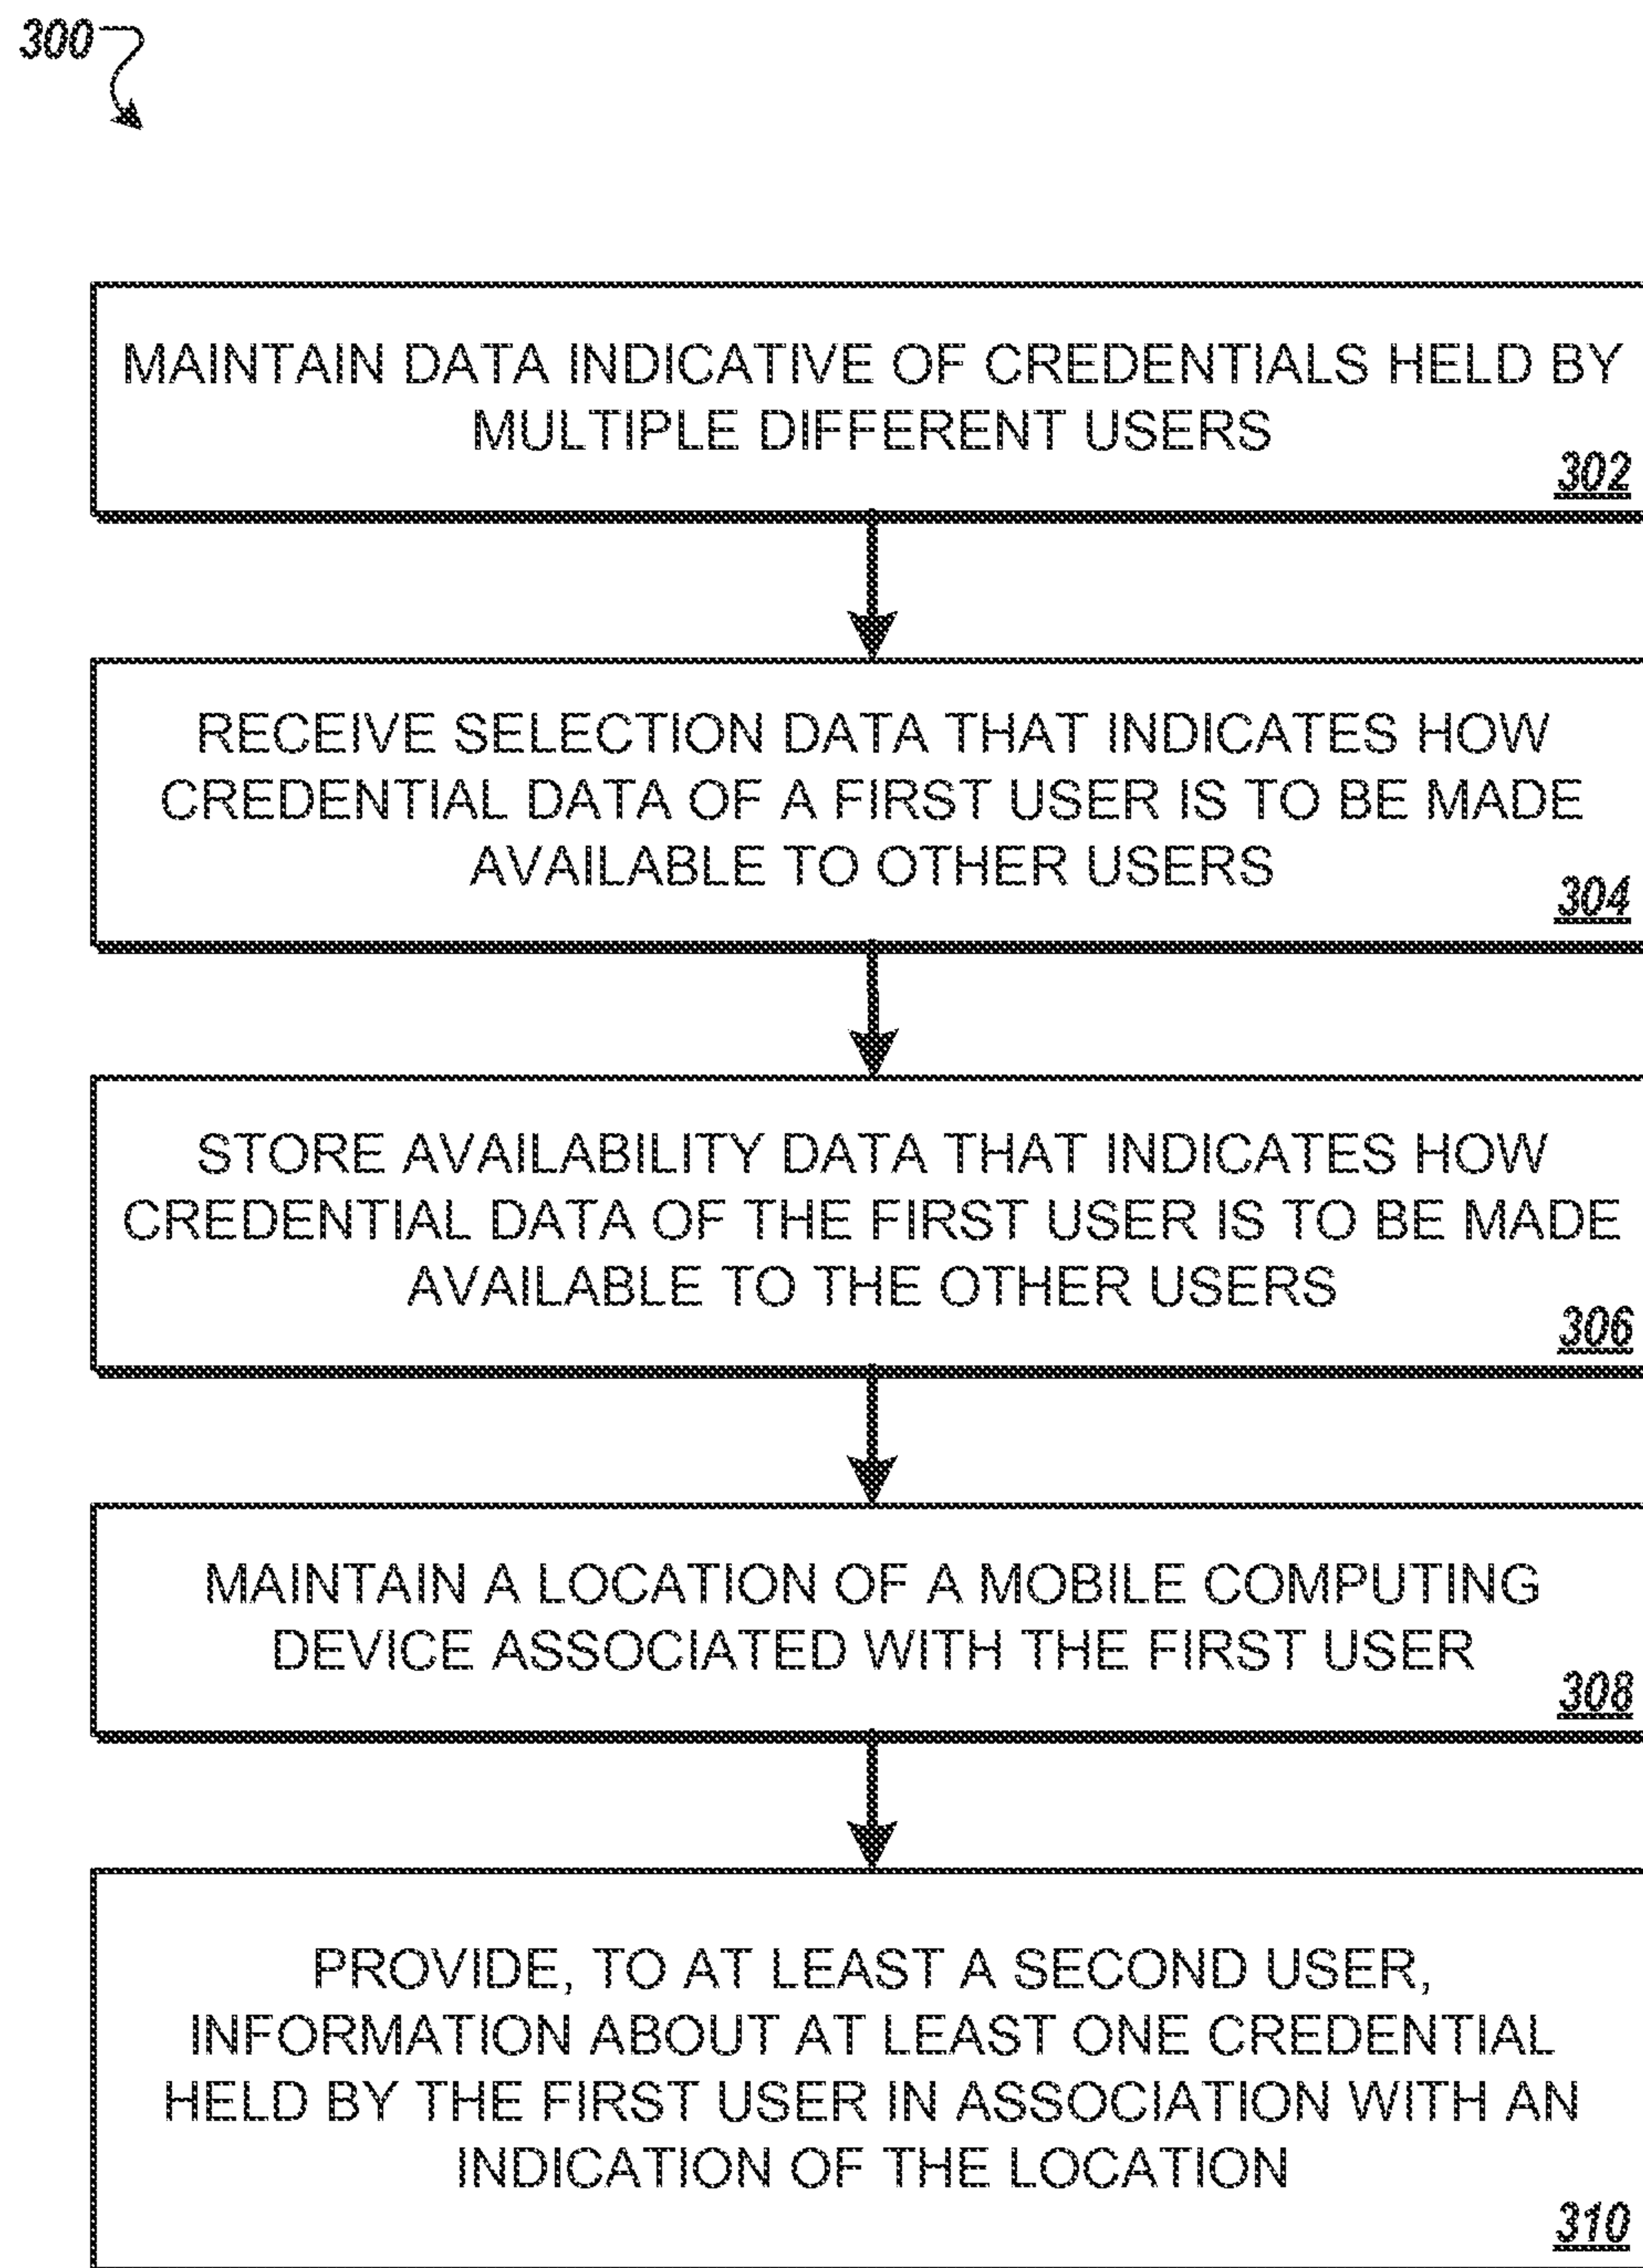 300
MAINTAIN DATA INDICATIVE OF CREDENTIALS HELD BY
MULTIPLE DIFFERENT USERS
302
RECEIVE SELECTION DATA THAT INDICATES HOW
CREDENTIAL DATA OF A FIRST USER IS TO BE MADE
AVAILABLE TO OTHER USERS
304
STORE AVAILABILITY DATA THAT INDICATES HOW
CREDENTIAL DATA OF THE FIRST USER IS TO BE MADE
AVAILABLE TO THE OTHER USERS
306
MAINTAIN A LOCATION OF A MOBILE COMPUTING
DEVICE ASSOCIATED WITH THE FIRST USER
308
PROVIDE, TO AT LEAST A SECOND USER,
INFORMATION ABOUT AT LEAST ONE CREDENTIAL
HELD BY THE FIRST USER IN ASSOCIATION WITH AN
INDICATION OF THE LOCATION
310